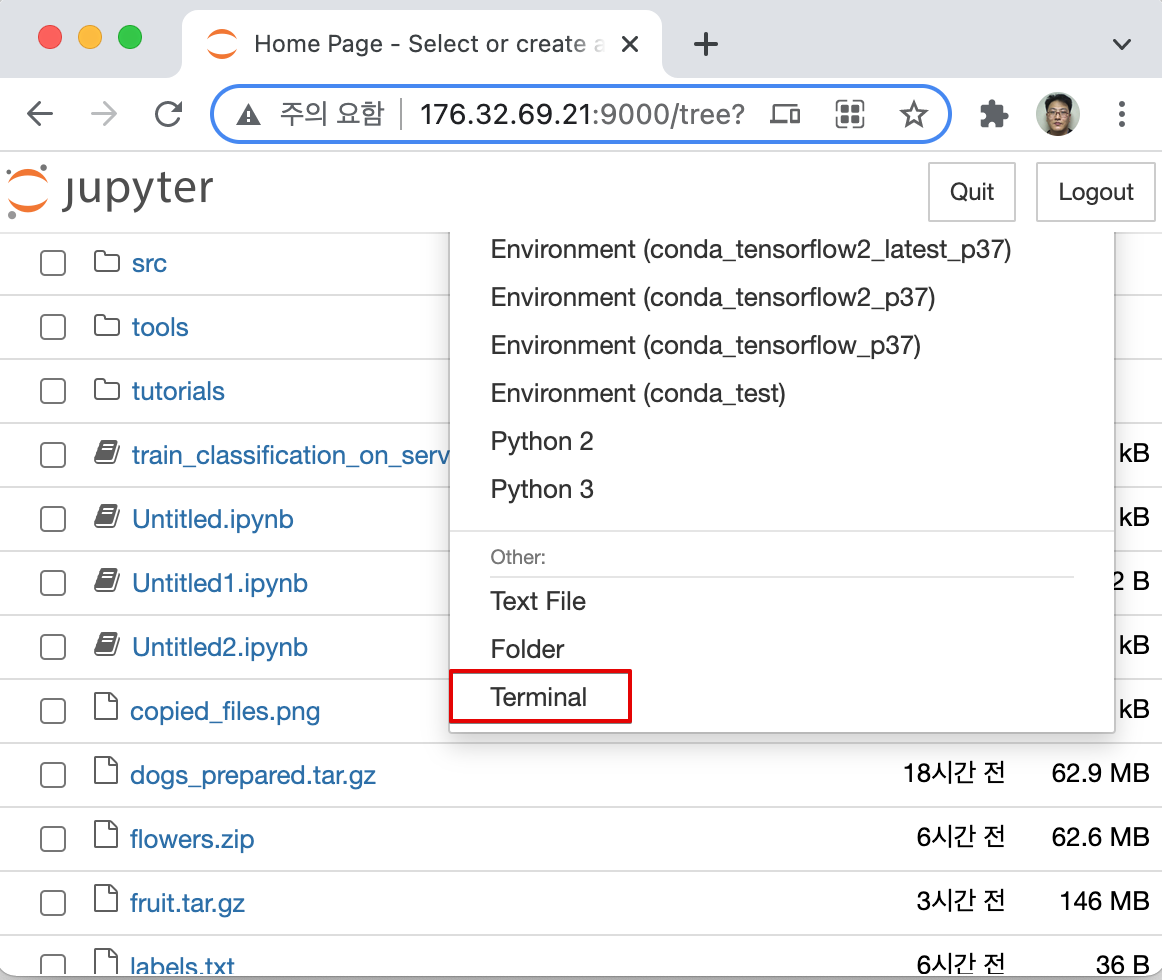 Home Page - Select or create a
주의 요함 176.32.69.21:9000/tree?
jupyter Quit Logout
src
tools
tutorials
train_classification_on_serv
Untitled.ipynb
Untitled1.ipynb
Untitled2.ipynb
copied_files.png
Environment (conda_tensorflow2_latest_p37)
Environment (conda_tensorflow2_p37)
Environment (conda_tensorflow_p37)
Environment (conda_test)
Python 2
Python 3
Other:
Text File
Folder
Terminal
kB
kB
2 B
kB
kB
dogs_prepared.tar.gz 18시간 전 62.9 MB
flowers.zip 6시간 전 62.6 MB
fruit.tar.gz 3시간 전 146 MB
labels.txt 6시간 전 36 B